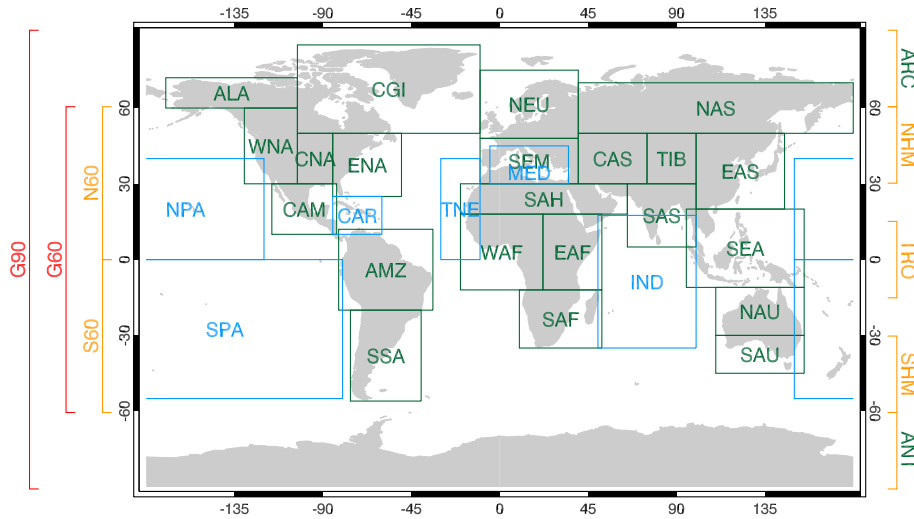 -135 -90 -45 0 45 90 135
ARC
CGI
ALA
NEU
NAS
60 60
NHM
WNA
CNA
ENA
SEM
MED
CAS
TIB
EAS
N60
30 30
NPA
CAM
CAR
TNE
SAH
SAS
G90
G60
0 0
AMZ
WAF
EAF
SEA
TRO
IND
S60
SPA
SAF
NAU
-30 -30
SSA
SAU
SHM
-60 -60
ANT
-135 -90 -45 0 45 90 135